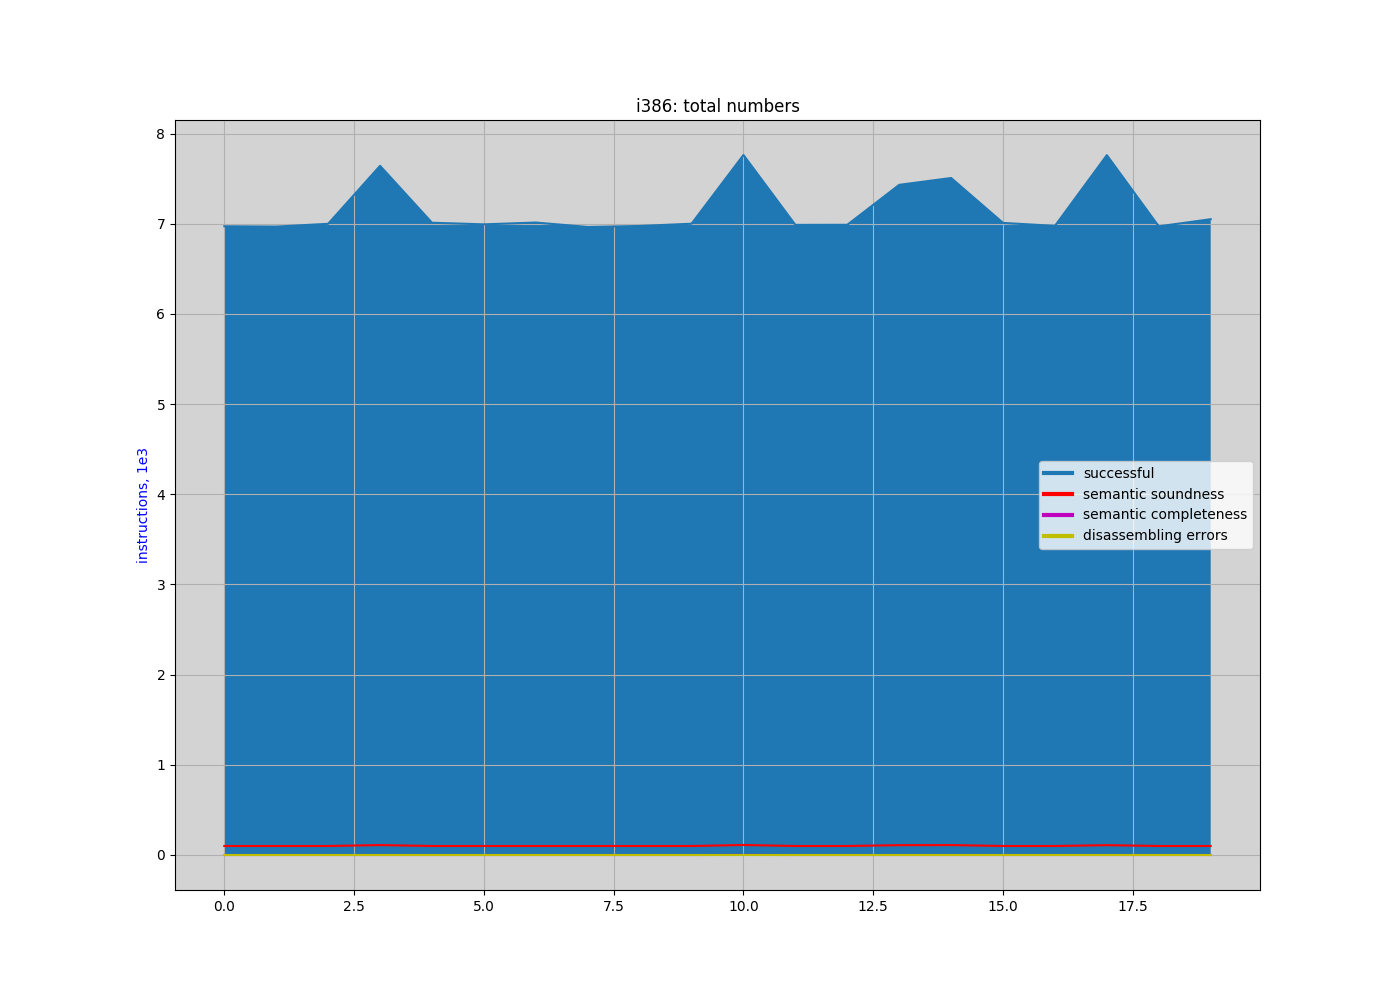 i386: total numbers
8
7
6
5
4
3
2
1
0
instructions, 1e3
successful
semantic soundness
semantic completeness
disassembling errors
0.0 2.5 5.0 7.5 10.0 12.5 15.0 17.5